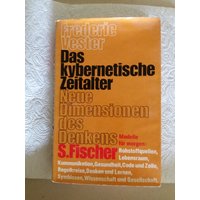 Frederic
Vester
Das
kybernetische
Zeitalter
Neue
Dimensionen
des
Denkens
S.Fischer
Modelle
für morgen:
Rohstoffquellen,
Lebensraum,
Kommunikation, Gesundheit, Code und Zelle,
Regelkreise, Denken und Lernen,
Symbiosen, Wissenschaft und Gesellschaft.